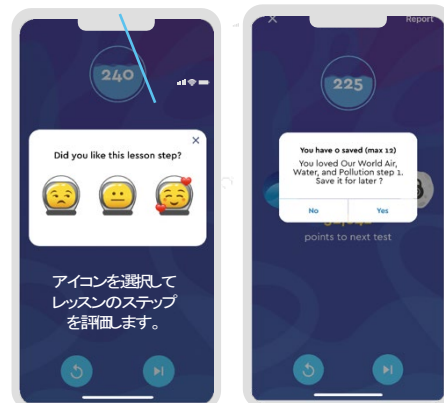 240
Did you like this lesson step?
アイコンを選択して
レッスンのステップ
を評価します。
Report
225
You have 0 saved (max 12)
You loved Our World Air,
Water, and Pollution step 1.
Save it for later ?
No
Yes
points to next test